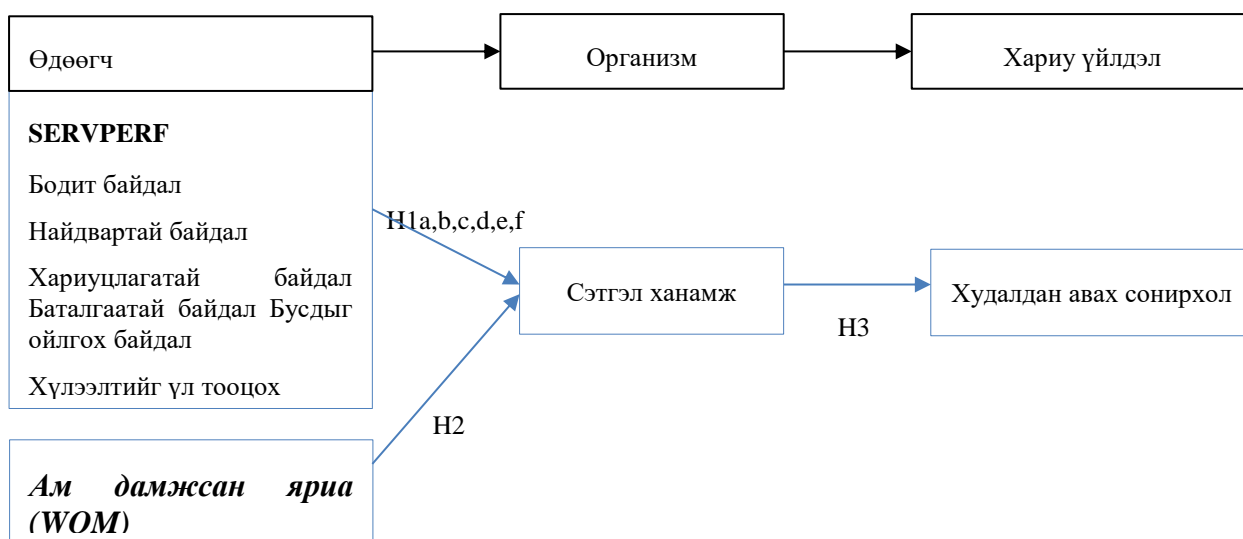 Өдөөгч
Организм
Хариу үйлдэл
SERVPERF
Бодит байдал
Найдвартай байдал
Хариуцлагатай байдал
Баталгаатай байдал Бусдыг
ойлгох байдал
Хүлээлтийг үл тооцох
H1a,b,c,d,e,f
Сэтгэл ханамж
Худалдан авах сонирхол
H3
H2
Ам дамжсан яриа
(WOM)